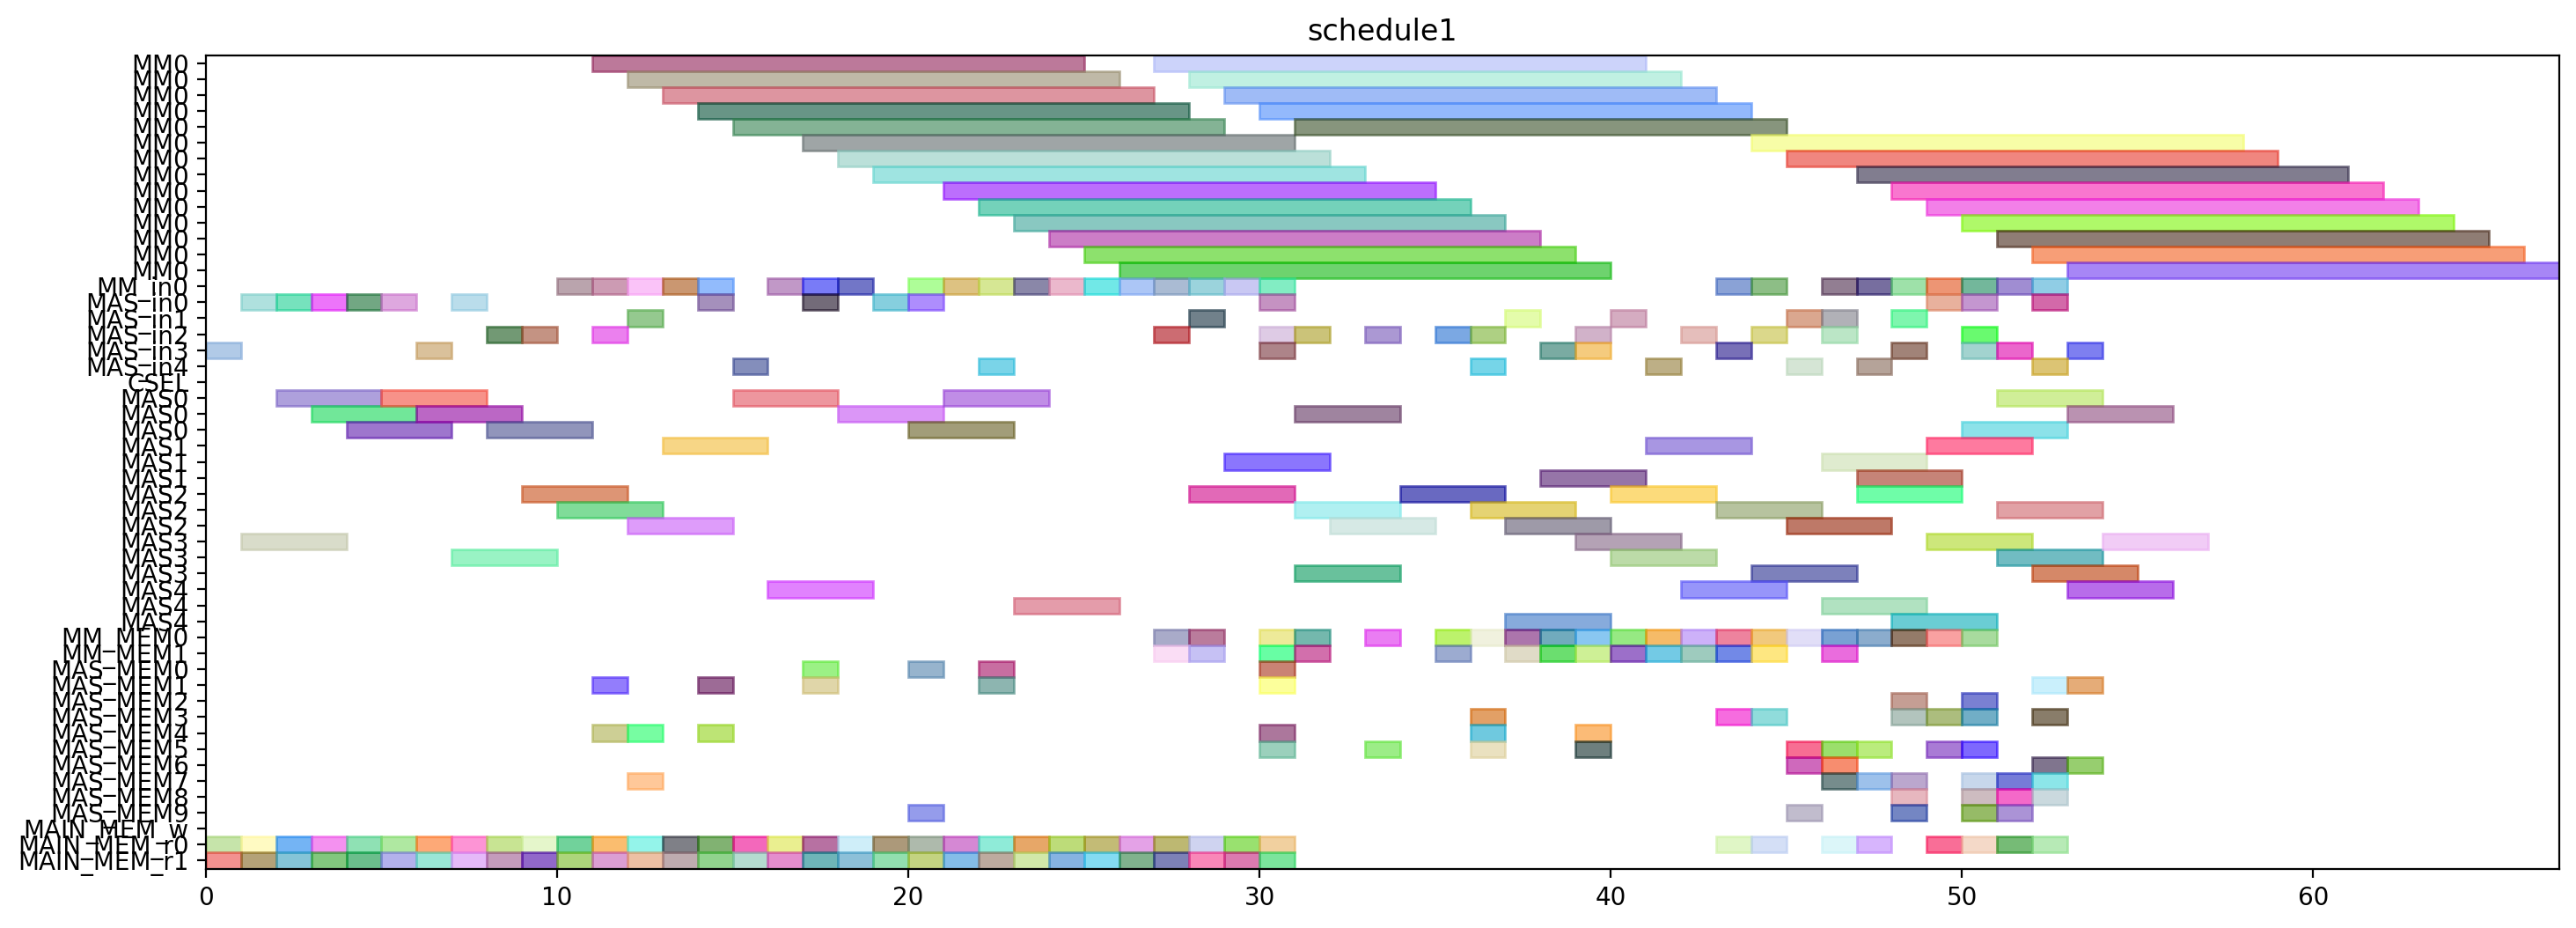 schedule1
MM0
MM0
MM0
MM0
MM0
MM0
MM0
MM0
MM0
MM0
MM0
MM0
MM0
MM0
MM_in0
MAS_in0
MAS_in1
MAS_in2
MAS_in3
MAS_in4
CSEL
MAS0
MAS0
MAS0
MAS1
MAS1
MAS1
MAS2
MAS2
MAS2
MAS3
MAS3
MAS3
MAS4
MAS4
MAS4
MM_MEM0
MM_MEM1
MAS_MEM0
MAS_MEM1
MAS_MEM2
MAS_MEM3
MAS_MEM4
MAS_MEM5
MAS_MEM6
MAS_MEM7
MAS_MEM8
MAS_MEM9
MAIN_MEM_w
MAIN_MEM_r0
MAIN_MEM_r1
0 10 20 30 40 50 60